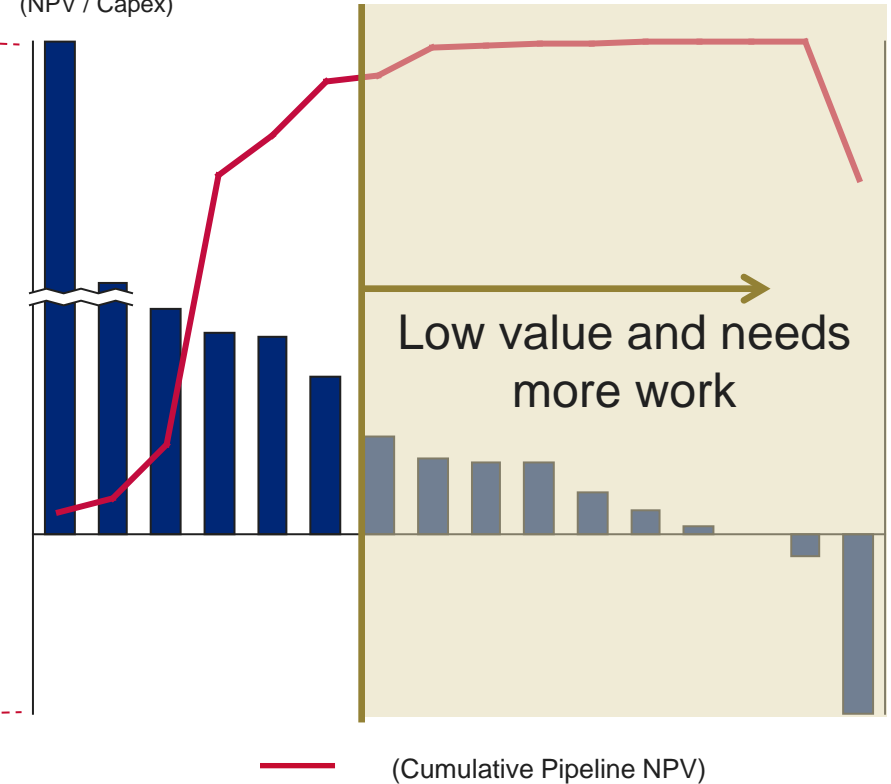 (NPV / Capex)
Low value and needs
more work
(Cumulative Pipeline NPV)